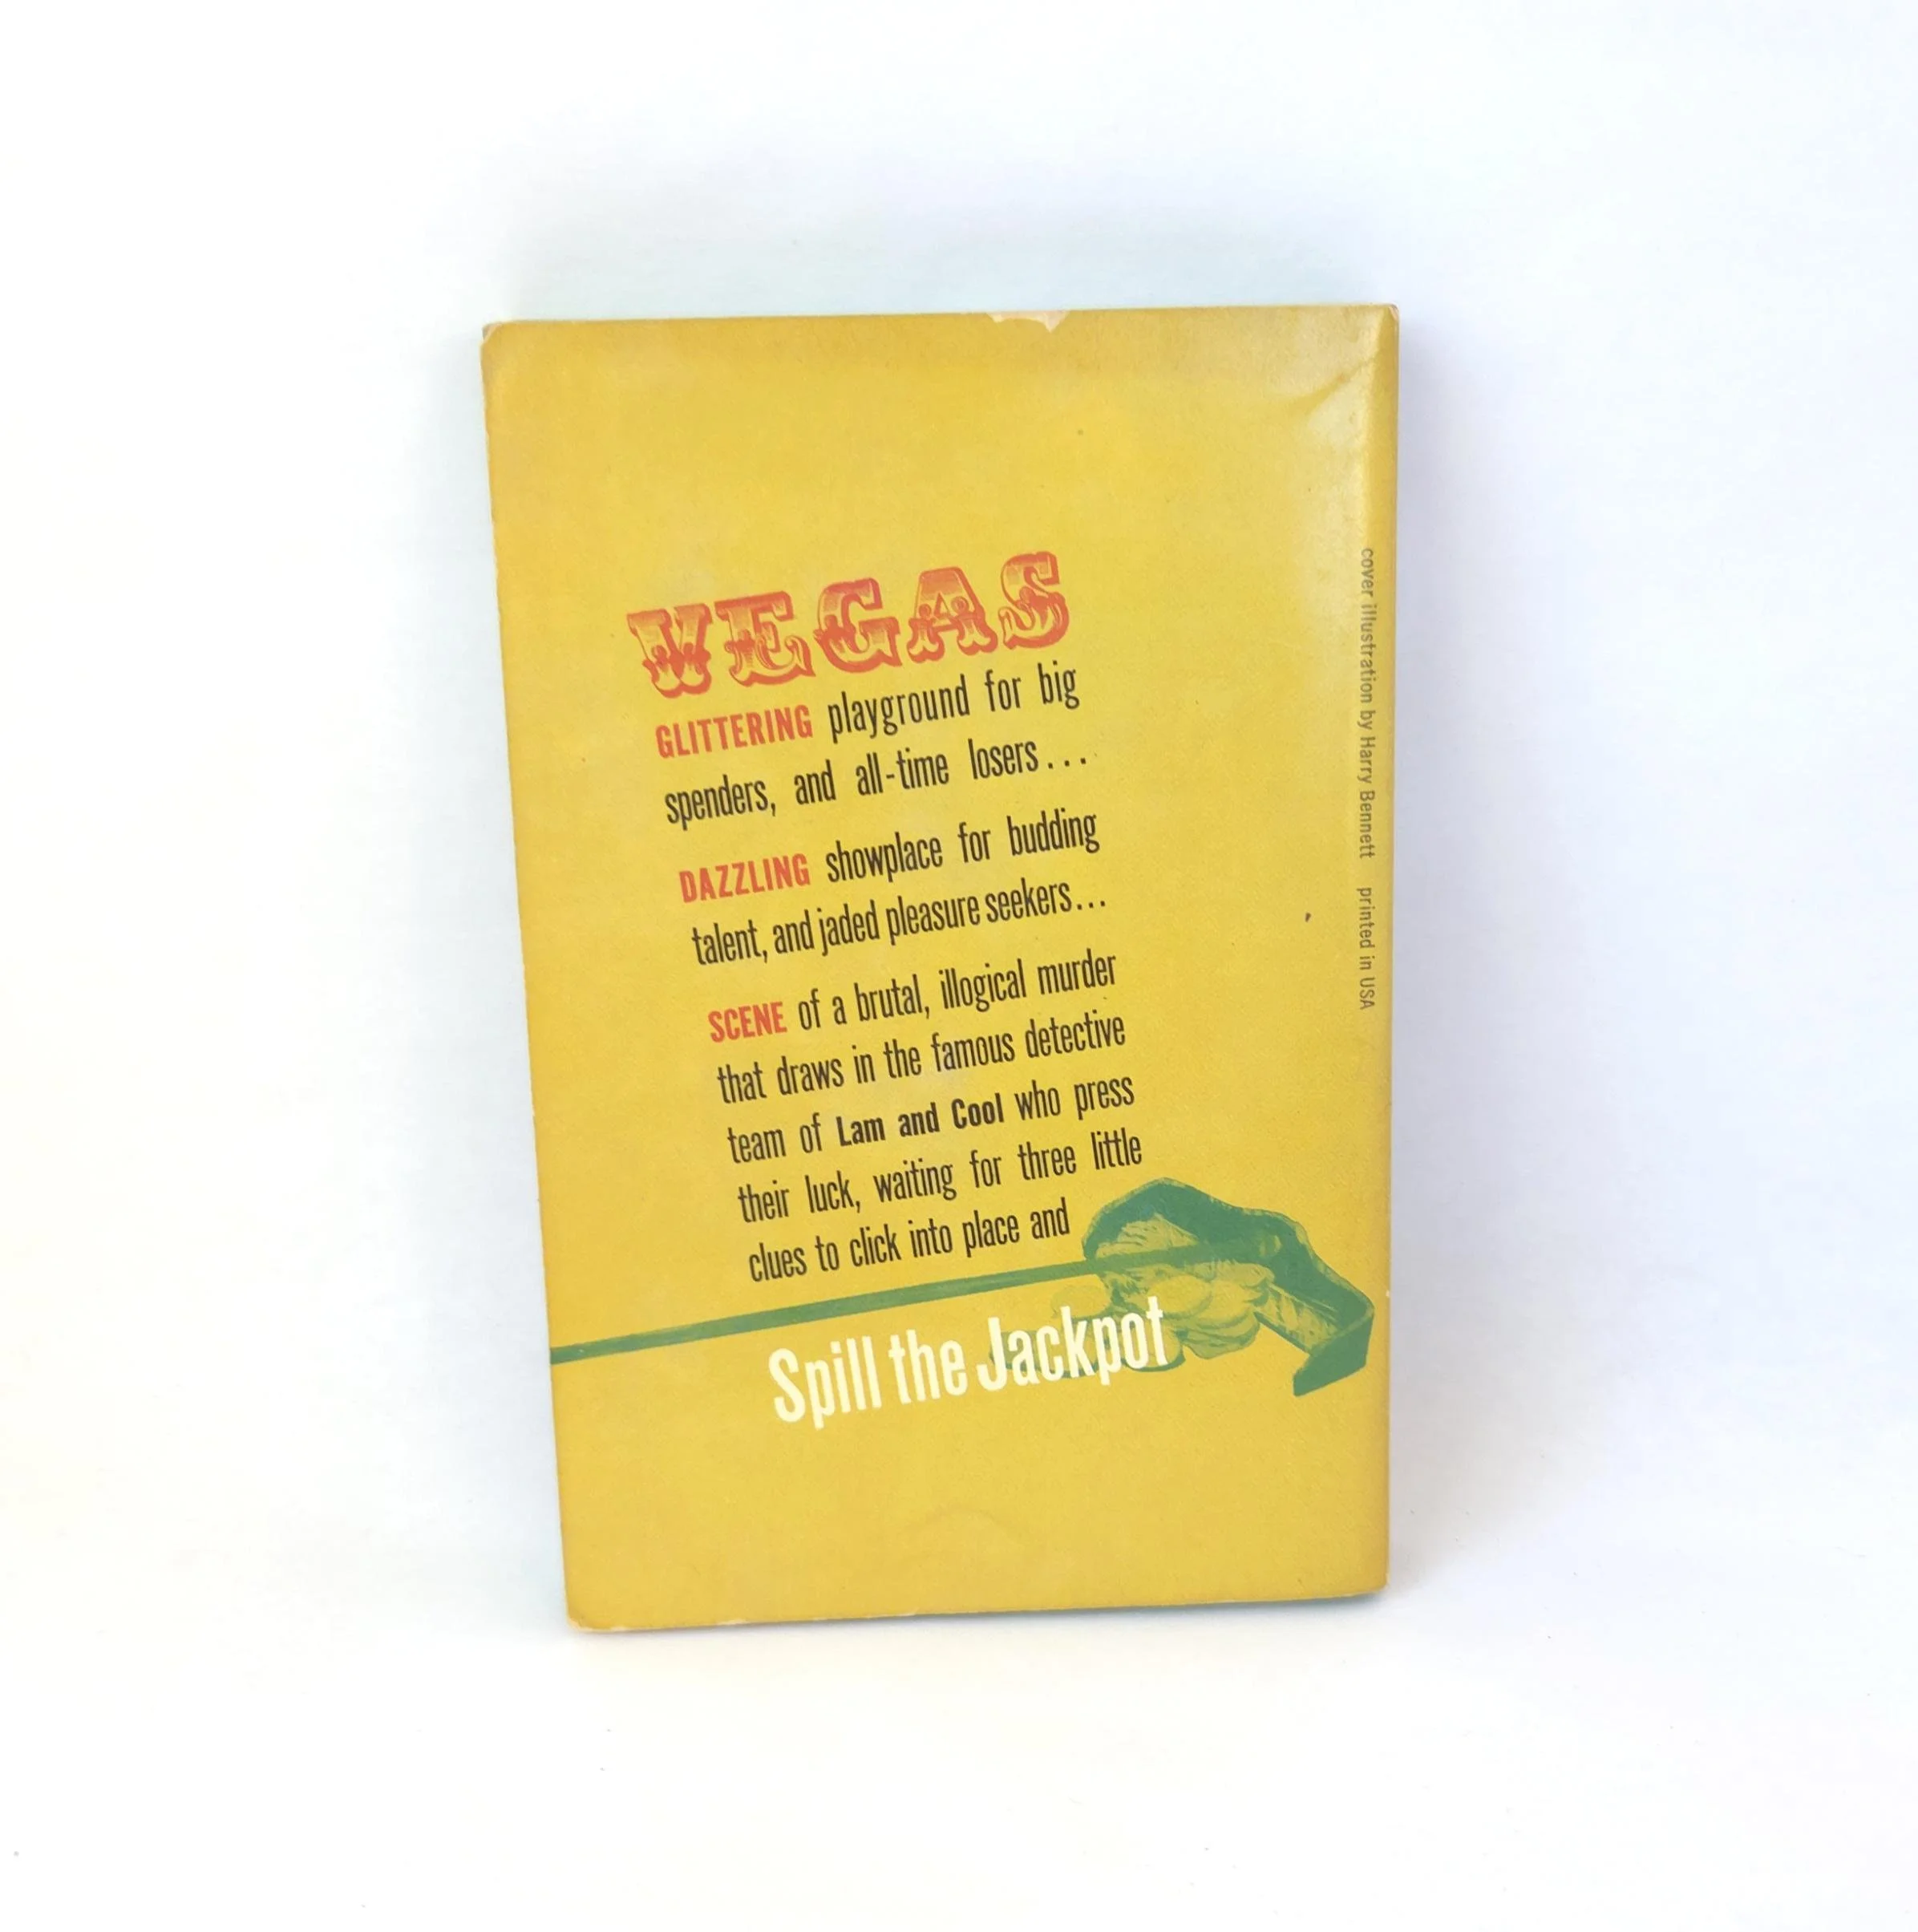 VEGAS
GLITTERING playground for big
spenders, and all-time losers...
DAZZLING showplace for budding
talent, and jaded pleasure seekers...
SCENE of a brutal, illogical murder
that draws in the famous detective
team of Lam and Cool who press
their luck, waiting for three little
clues to click into place and
Spill the Jackpot
cover illustration by Harry Bennett printed in USA